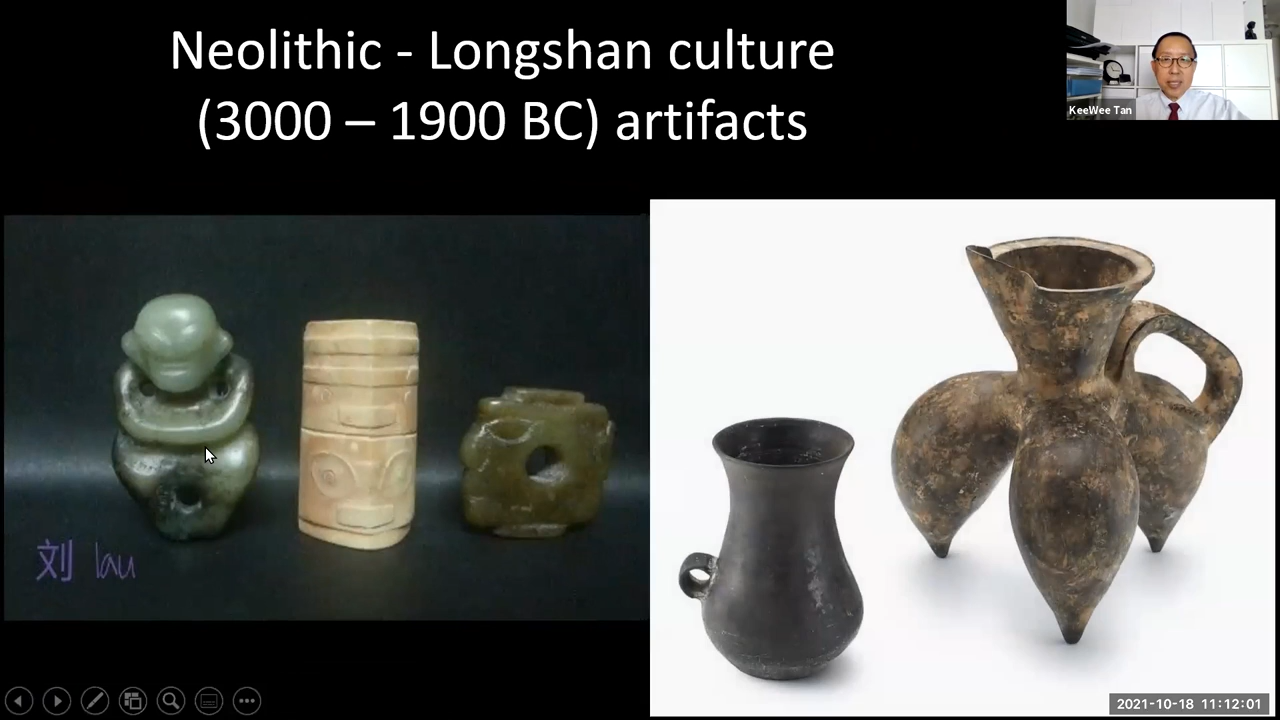 Neolithic - Longshan culture
(3000 – 1900 BC) artifacts
KeeWee Tan
刘 lau
2021-10-18 11:12:01